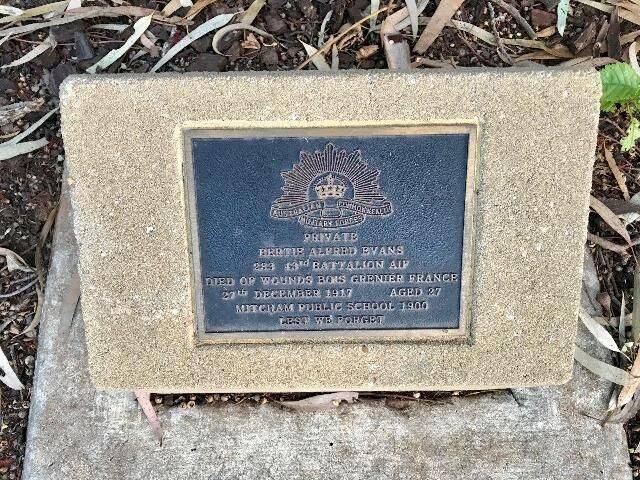 AUSTRALIAN COMMONWEALTH
MILITARY FORCES
PRIVATE
BERTIE ALFRED EVANS
283 43RD BATTALION AIF
DIED OF WOUNDS BOIS GRENIER FRANCE
27TH DECEMBER 1917 AGED 27
MITCHAM PUBLIC SCHOOL 1900
LEST WE FORGET